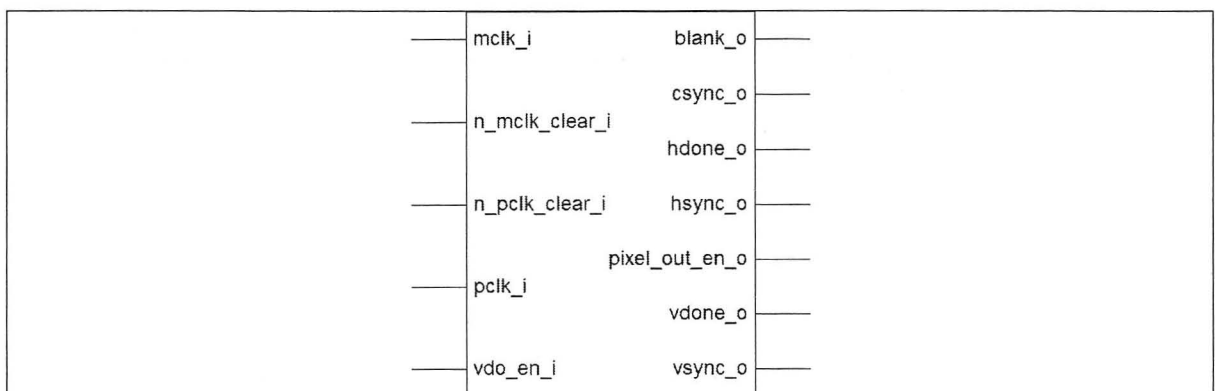 mclk_i
n_mclk_clear_i
n_pclk_clear_i
pclk_i
vdo_en_i
blank_o
csync_o
hdone_o
hsync_o
pixel_out_en_o
vdone_o
vsync_o